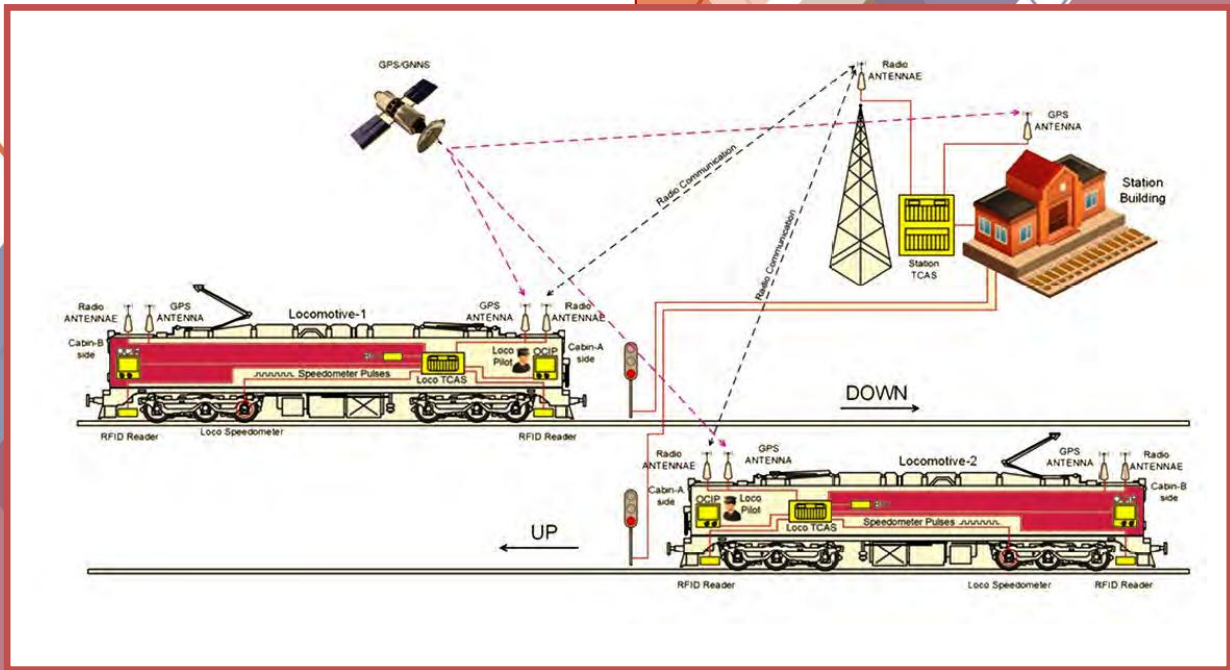 GPS/GNNS
Radio
ANTENNAE
GPS
ANTENNA
Radio Communication
Radio Communication
Station
Building
Station
TCAS
Radio
ANTENNAE
GPS
ANTENNA
Locomotive-1
GPS
ANTENNA
Radio
ANTENNAE
Cabin-B
side
OCIP
Loco
Pilot
OCIP
Cabin-A
side
Speedometer Pulses
Loco TCAS
RFID Reader
Loco Speedometer
RFID Reader
DOWN
Radio
ANTENNAE
GPS
ANTENNA
Locomotive-2
GPS
ANTENNA
Radio
ANTENNAE
Cabin-A
side
OCIP
Loco
Pilot
OCIP
Cabin-B
side
Loco TCAS
Speedometer Pulses
UP
RFID Reader
Loco Speedometer
RFID Reader